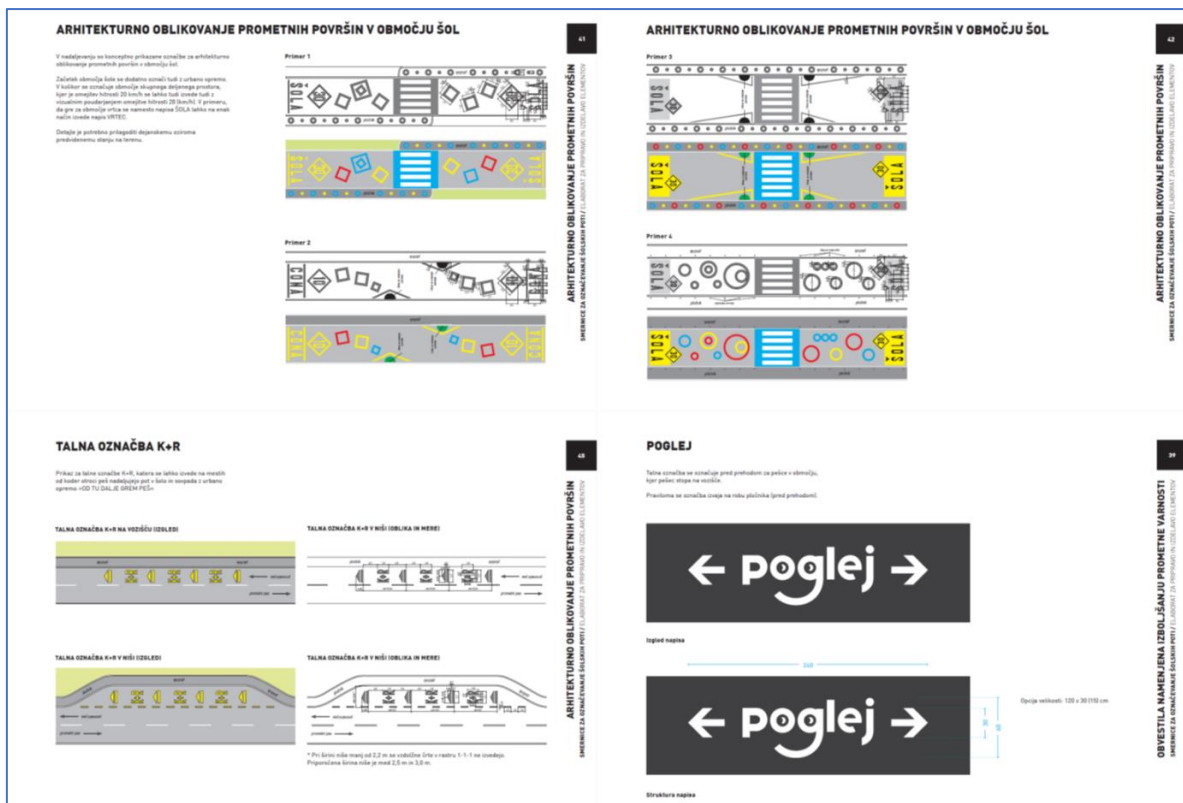 ARHITEKTURNO OBLIKOVANJE PROMETNIH POVRŠIN V OBMOČJU ŠOL
41
V nadaljevanju so konceptno prikazane označbe za arhitekturno
oblikovanje prometnih površin v območju šol.
Začetek območja šole se dodatno označi tudi z urbano opremo.
V kolikor se označuje območje skupnega deljenega prostora,
kjer je omejitev hitrosti 20 km/h se lahko tudi izvede tudi z
vizualnim poudarjanjem omejitve hitrosti 20 (km/h). V primeru,
da gre za območje vrtca se namesto napisa ŠOLA lahko na enak
način izvede napis VRTEC.
Detajle je potrebno prilagoditi dejanskemu oziroma
predvidenemu stanju na terenu.
Primer 1
ŠOLA
ŠOLA
Primer 2
CONA
CONA
ARHITEKTURNO OBLIKOVANJE PROMETNIH POVRŠIN
SMERNICE ZA OZNAČEVANJE ŠOLSKIH POTI / ELABORAT ZA PRIPRAVO IN IZDELAVO ELEMENTOV
ARHITEKTURNO OBLIKOVANJE PROMETNIH POVRŠIN V OBMOČJU ŠOL
42
Primer 3
ŠOLA
ŠOLA
Primer 4
ŠOLA
ŠOLA
ARHITEKTURNO OBLIKOVANJE PROMETNIH POVRŠIN
SMERNICE ZA OZNAČEVANJE ŠOLSKIH POTI / ELABORAT ZA PRIPRAVO IN IZDELAVO ELEMENTOV
TALNA OZNAČBA K+R
48
Prikaz za talno označbo K+R, katera se lahko izvede na mestih
od koder otroci peš nadaljujejo pot v šolo in sovpada z urbano
opremo »OD TU DALJE GREM PEŠ«
TALNA OZNAČBA K+R NA VOZIŠČU (IZGLED)
TALNA OZNAČBA K+R V NIŠI (OBLIKA IN MERE)
TALNA OZNAČBA K+R V NIŠI (IZGLED)
TALNA OZNAČBA K+R V NIŠI (OBLIKA IN MERE)
* Pri širini niše manj od 2,2 m se vzdolžne črte v rastru 1-1-1 ne izvedejo.
Priporočena širina niše je med 2,5 m in 3,0 m.
ARHITEKTURNO OBLIKOVANJE PROMETNIH POVRŠIN
SMERNICE ZA OZNAČEVANJE ŠOLSKIH POTI / ELABORAT ZA PRIPRAVO IN IZDELAVO ELEMENTOV
POGLEJ
39
Talna označba se označuje pred prehodom za pešce v območju,
kjer pešec stopa na vozišče.
Praviloma se označba izvaja na robu pločnika (pred prehodom).
← poglej →
Izgled napisa
240
← poglej →
30
60
Opcija velikosti: 120 x 30 (15) cm
Struktura napisa
OBVESTILA NAMENJENA IZBOLJŠANJU PROMETNE VARNOSTI
SMERNICE ZA OZNAČEVANJE ŠOLSKIH POTI / ELABORAT ZA PRIPRAVO IN IZDELAVO ELEMENTOV